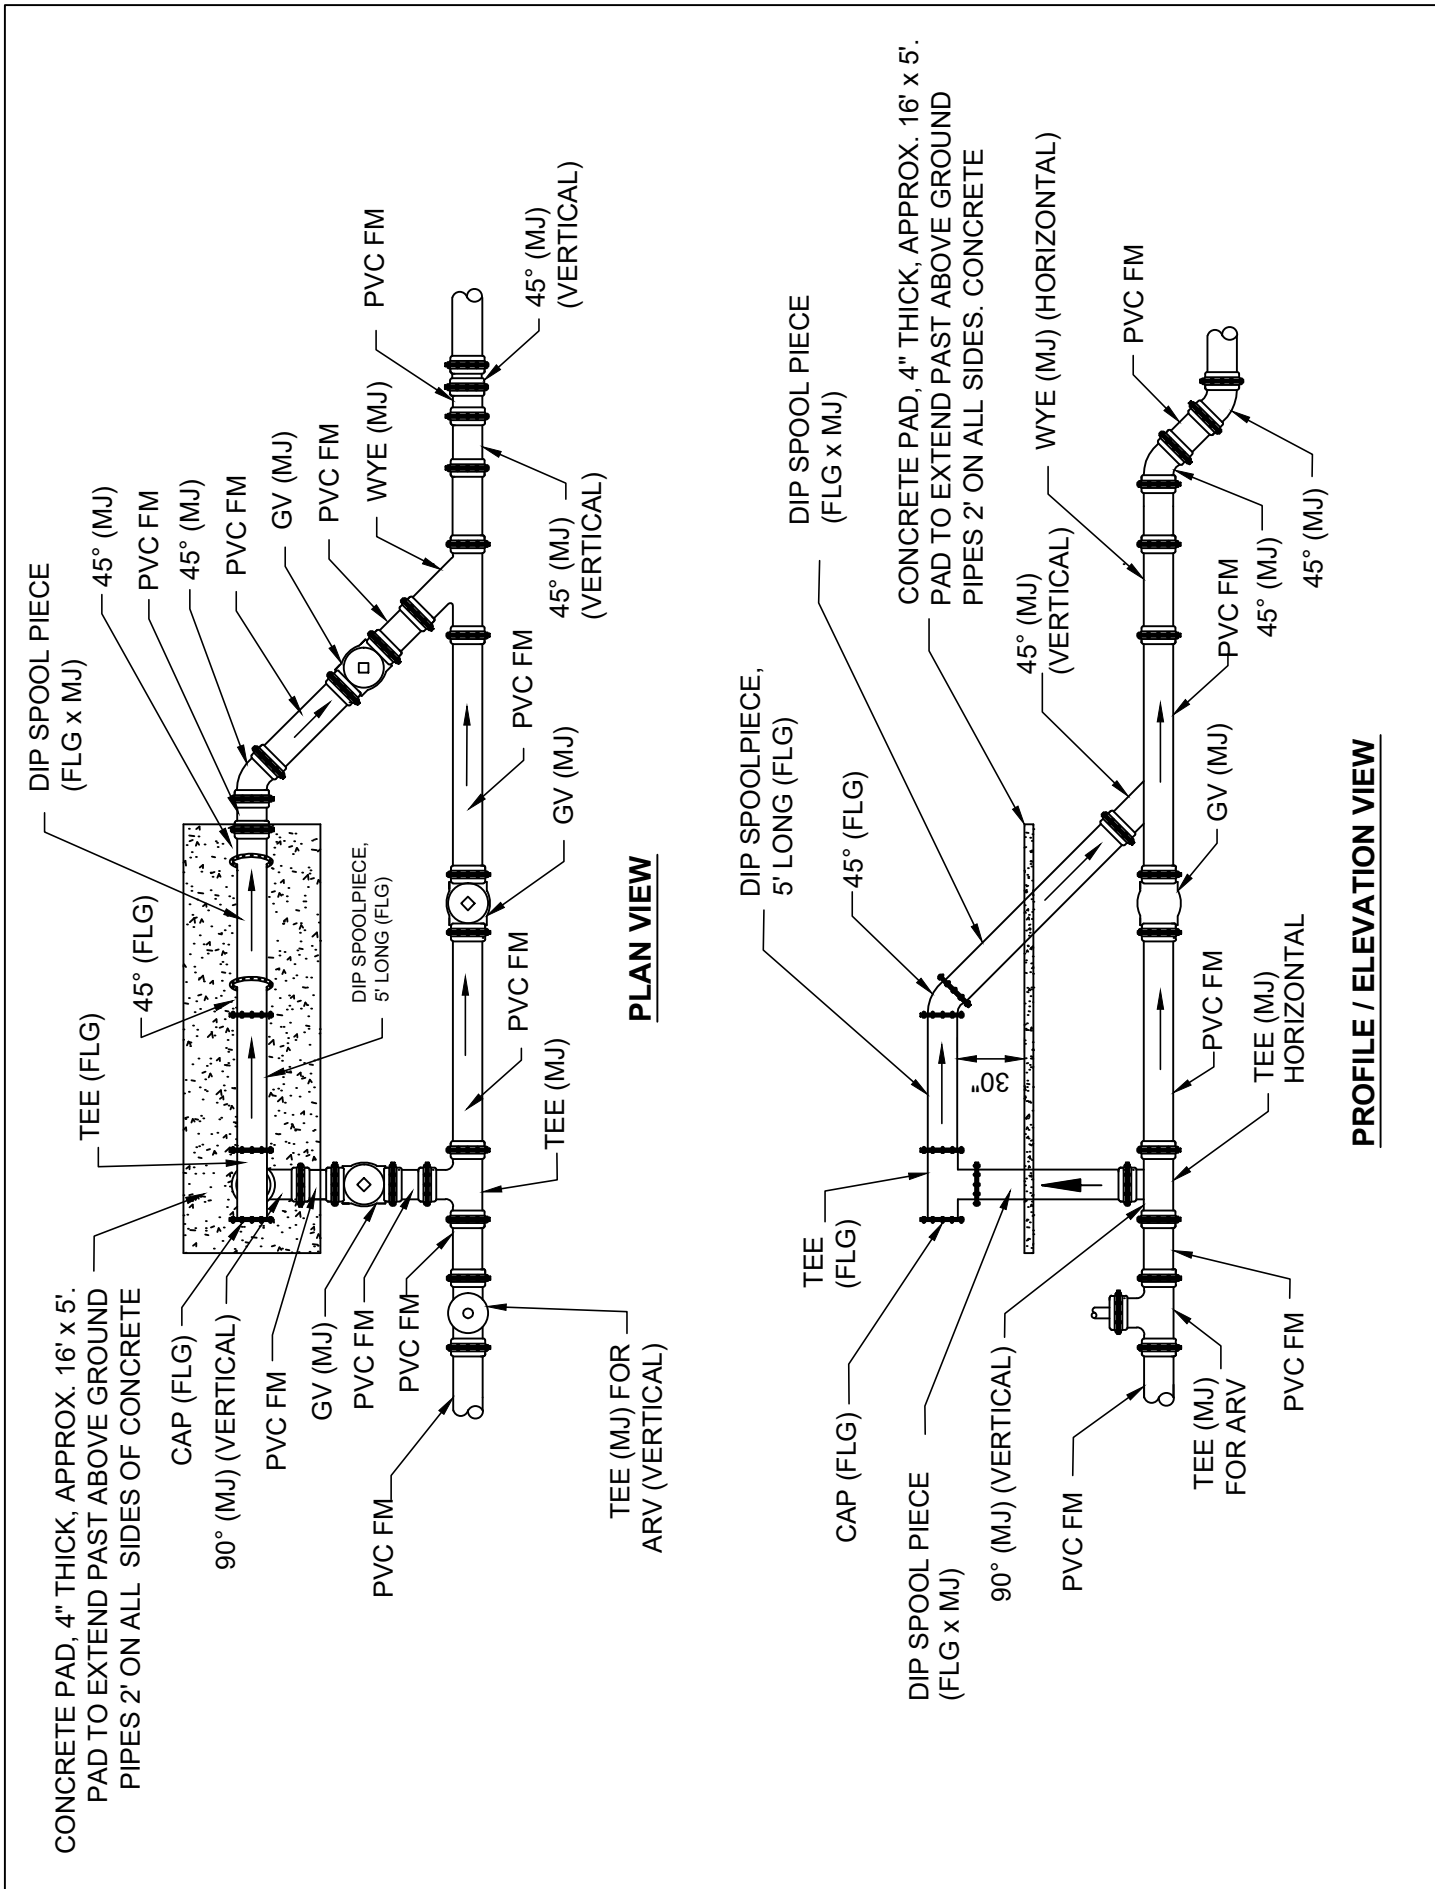 CONCRETE PAD, 4" THICK, APPROX. 16' x 5'.
PAD TO EXTEND PAST ABOVE GROUND
PIPES 2' ON ALL SIDES OF CONCRETE
CAP (FLG)
90° (MJ) (VERTICAL)
PVC FM
GV (MJ)
PVC FM
PVC FM
PVC FM
TEE (MJ) FOR
ARV (VERTICAL)
TEE (FLG)
45° (FLG)
DIP SPOOLPIECE,
5' LONG (FLG)
DIP SPOOL PIECE
(FLG x MJ)
45° (MJ)
PVC FM
45° (MJ)
PVC FM
GV (MJ)
PVC FM
WYE (MJ)
PVC FM
45° (MJ)
(VERTICAL)
45° (MJ)
(VERTICAL)
PVC FM
GV (MJ)
PVC FM
TEE (MJ)
PLAN VIEW
DIP SPOOL PIECE
(FLG x MJ)
CONCRETE PAD, 4" THICK, APPROX. 16' x 5'.
PAD TO EXTEND PAST ABOVE GROUND
PIPES 2' ON ALL SIDES. CONCRETE
DIP SPOOLPIECE,
5' LONG (FLG)
45° (FLG)
TEE
(FLG)
CAP (FLG)
DIP SPOOL PIECE
(FLG x MJ)
90° (MJ) (VERTICAL)
PVC FM
30"
45° (MJ)
(VERTICAL)
WYE (MJ) (HORIZONTAL)
PVC FM
TEE (MJ)
FOR ARV
PVC FM
TEE (MJ)
HORIZONTAL
PVC FM
GV (MJ)
PVC FM
45° (MJ)
45° (MJ)
PROFILE / ELEVATION VIEW